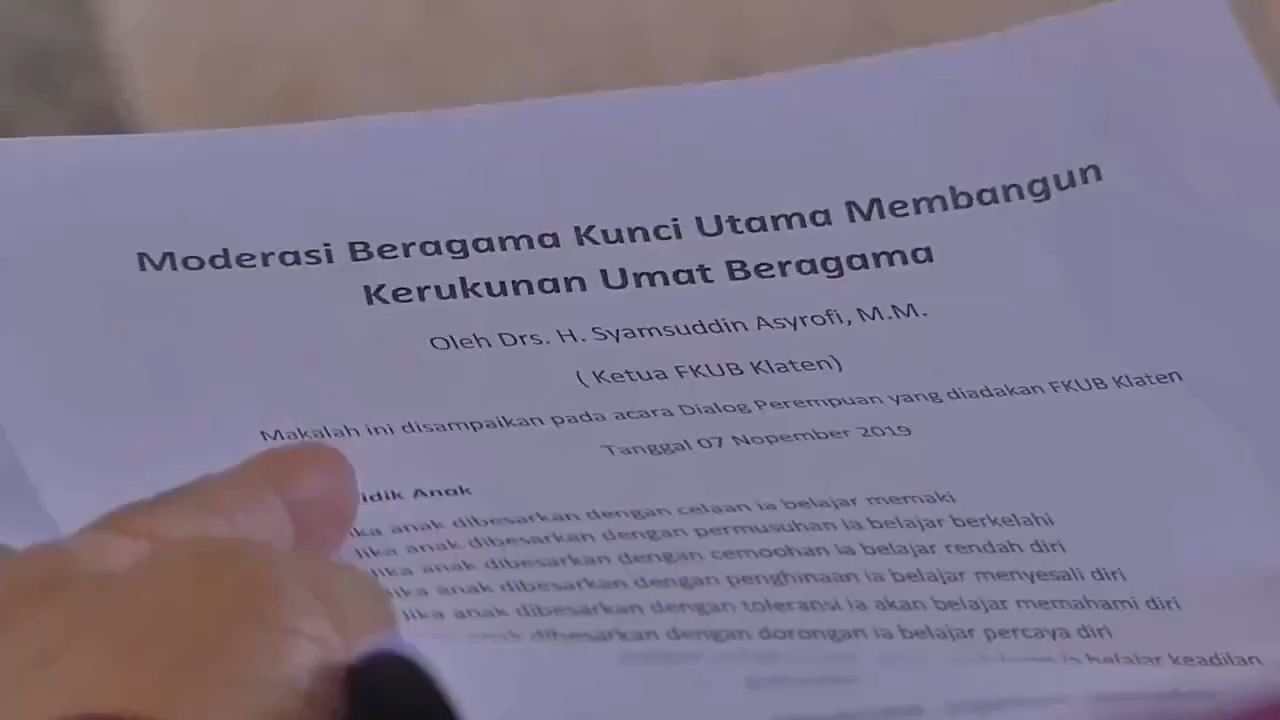 Moderasi Beragama Kunci Utama Membangun
Kerukunan Umat Beragama
Oleh Drs. H. Syamsuddin Asyrofi, M.M.
( Ketua FKUB Klaten)
Makalah ini disampaikan pada acara Dialog Perempuan yang diadakan FKUB Klaten
Tanggal 07 Nopember 2019
idik Anak
ika anak dibesarkan dengan celaan ia belajar memaki
Jika anak dibesarkan dengan permusuhan ia belajar berkelahi
Jika anak dibesarkan dengan cemoohan ia belajar rendah diri
ika anak dibesarkan dengan penghinaan ia belajar menyesali diri
Jika anak dibesarkan dengan toleransi ia akan belajar memahami diri
anak dibesarkan dengan dorongan ia belajar percaya diri
ia belajar keadilan